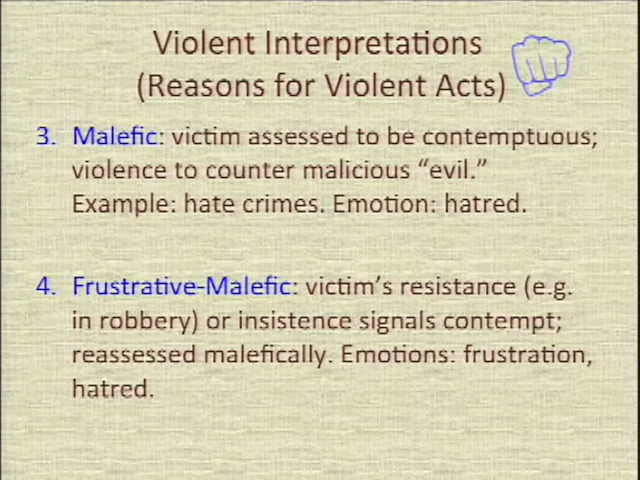 Violent Interpretations
(Reasons for Violent Acts)
3. Malefic: victim assessed to be contemptuous;
violence to counter malicious “evil.”
Example: hate crimes. Emotion: hatred.
4. Frustrative-Malefic: victim’s resistance (e.g.
in robbery) or insistence signals contempt;
reassessed malefically. Emotions: frustration,
hatred.